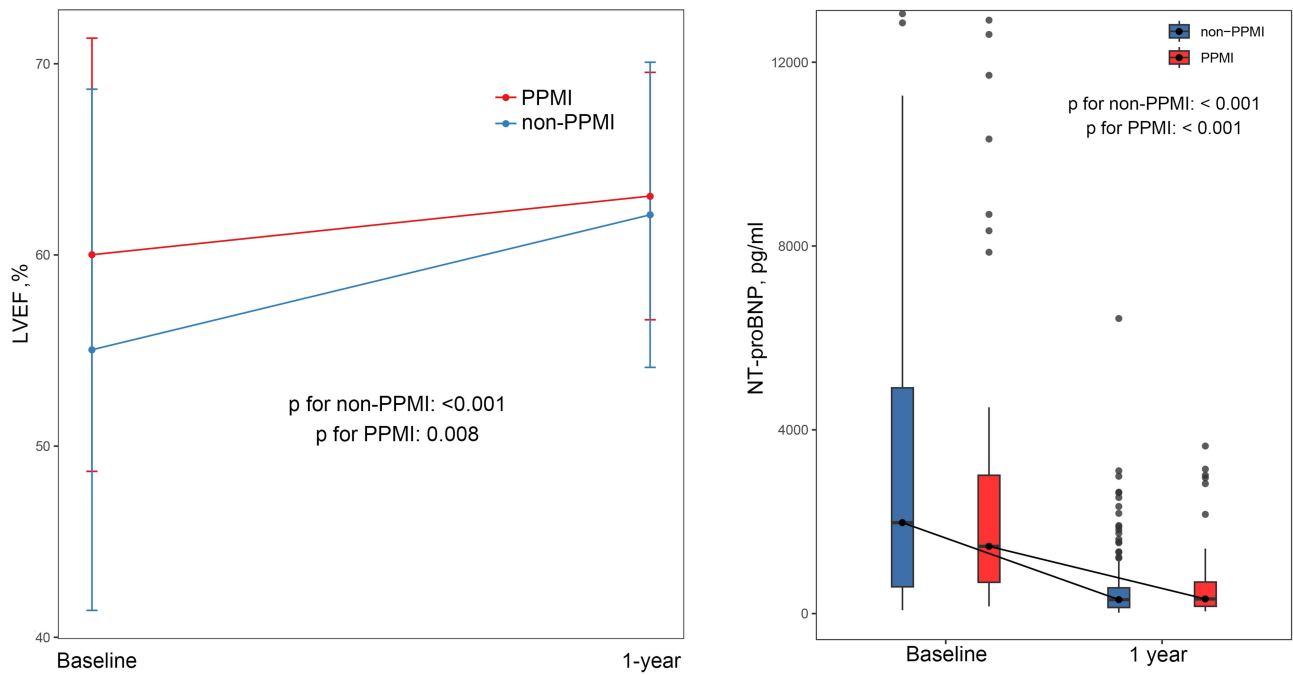 70
60
50
40
LVEF,%
PPMI
non-PPMI
p for non-PPMI: <0.001
p for PPMI: 0.008
Baseline
1-year
12000
8000
4000
0
NT-proBNP, pg/ml
non−PPMI
PPMI
p for non-PPMI: < 0.001
p for PPMI: < 0.001
Baseline
1 year